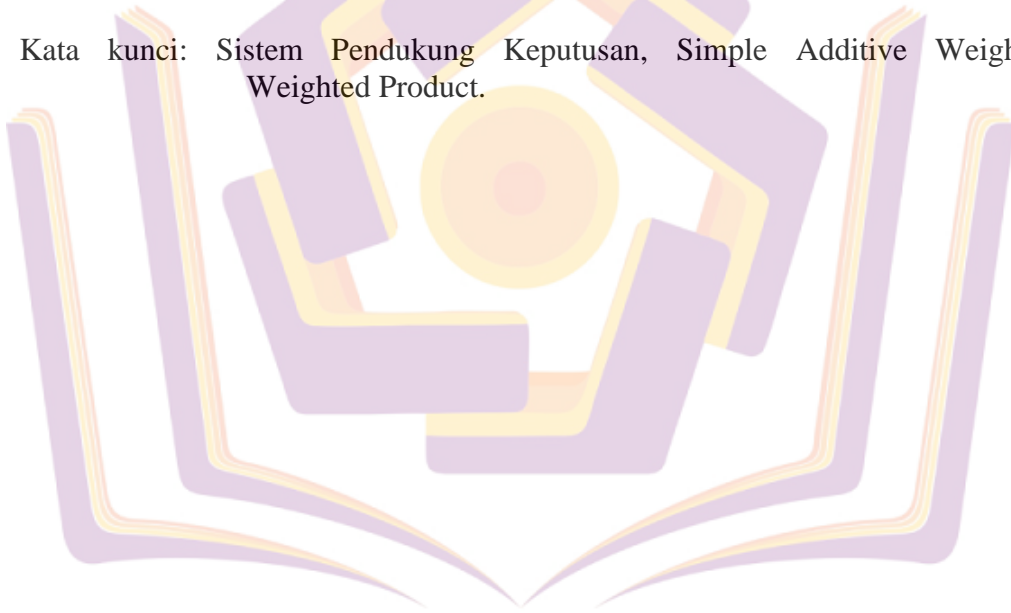 Kata kunci: Sistem Pendukung Keputusan, Simple Additive Weigh
Weighted Product.